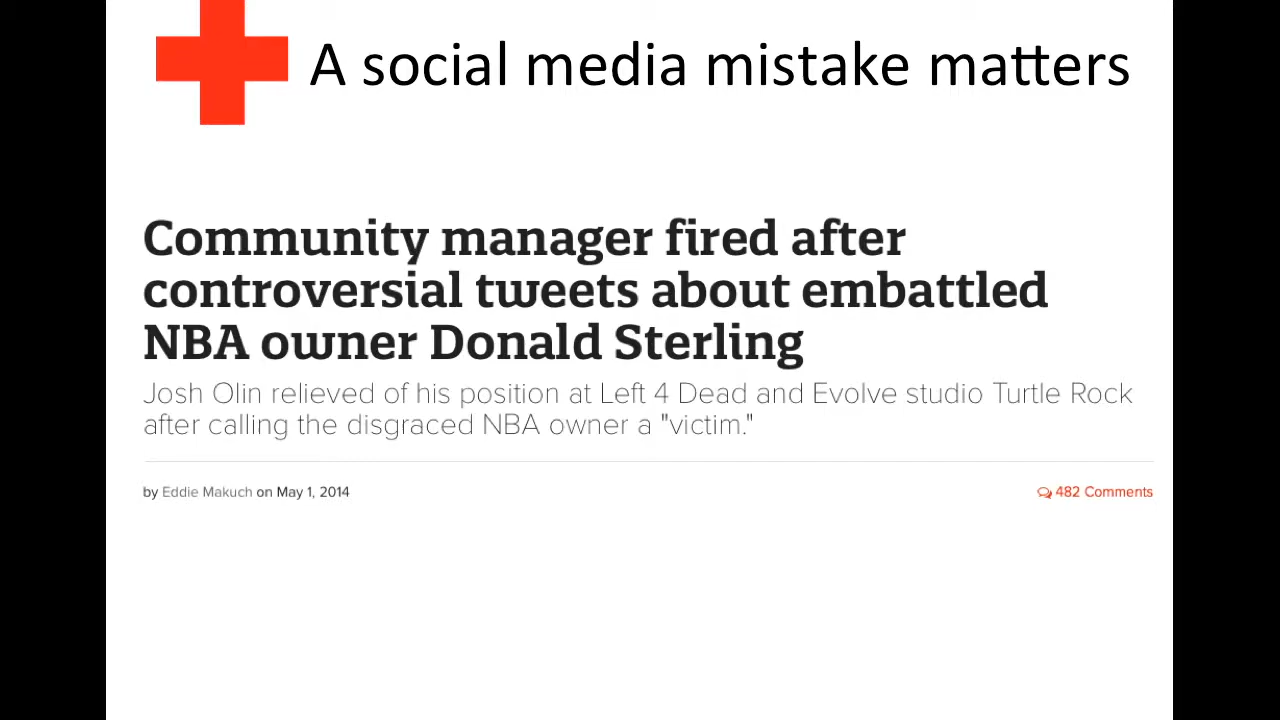 A social media mistake matters
Community manager fired after
controversial tweets about embattled
NBA owner Donald Sterling
Josh Olin relieved of his position at Left 4 Dead and Evolve studio Turtle Rock
after calling the disgraced NBA owner a "victim."
by Eddie Makuch on May 1, 2014
482 Comments